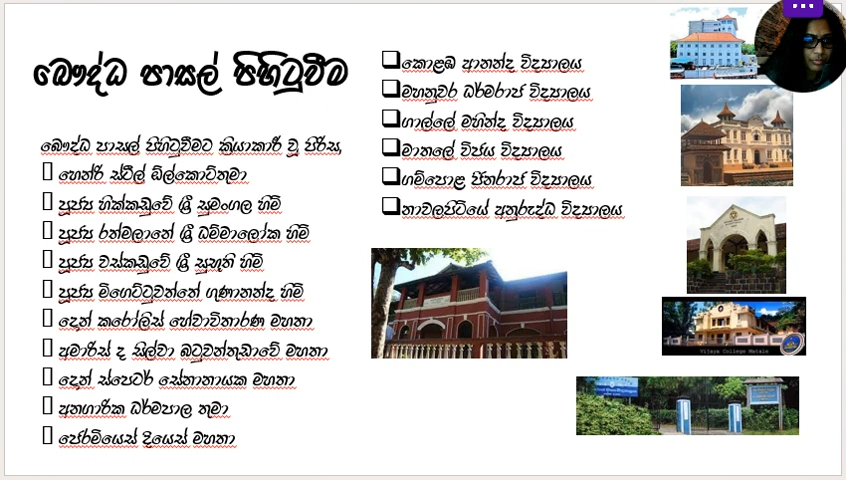 බෞද්ධ පාසල් පිහිටුවීම
බෞද්ධ පාසල් පිහිටුවීමට ක්‍රියාකාරී වූ පිරිස,
හෙන්රි ස්ටීල් ඕල්කොට්තුමා
පූජ්‍ය හික්කඩුවේ ශ්‍රී සුමංගල හිමි
පූජ්‍ය රත්මලානේ ශ්‍රී ධම්මාලෝක හිමි
පූජ්‍ය වස්කඩුවේ ශ්‍රී සුභූති හිමි
පූජ්‍ය මිගෙට්ටුවත්තේ ගුණානන්ද හිමි
දොන් කරෝලිස් හේවාවිතාරණ මහතා
අමාරිස් ද සිල්වා බටුවන්තුඩාවේ මහතා
දොන් ස්පෙටර් සේනානායක මහතා
අනගාරික ධර්මපාල තුමා
ජෙරමියෙස් දියෙස් මහතා
කොළඹ ආනන්ද විද්‍යාලය
මහනුවර ධර්මරාජ විද්‍යාලය
ගාල්ලේ මහින්ද විද්‍යාලය
මාතලේ විජය විද්‍යාලය
ගම්පොළ ජිනරාජ විද්‍යාලය
නාවලපිටියේ අනුරුද්ධ විද්‍යාලය
Vijaya College Matale